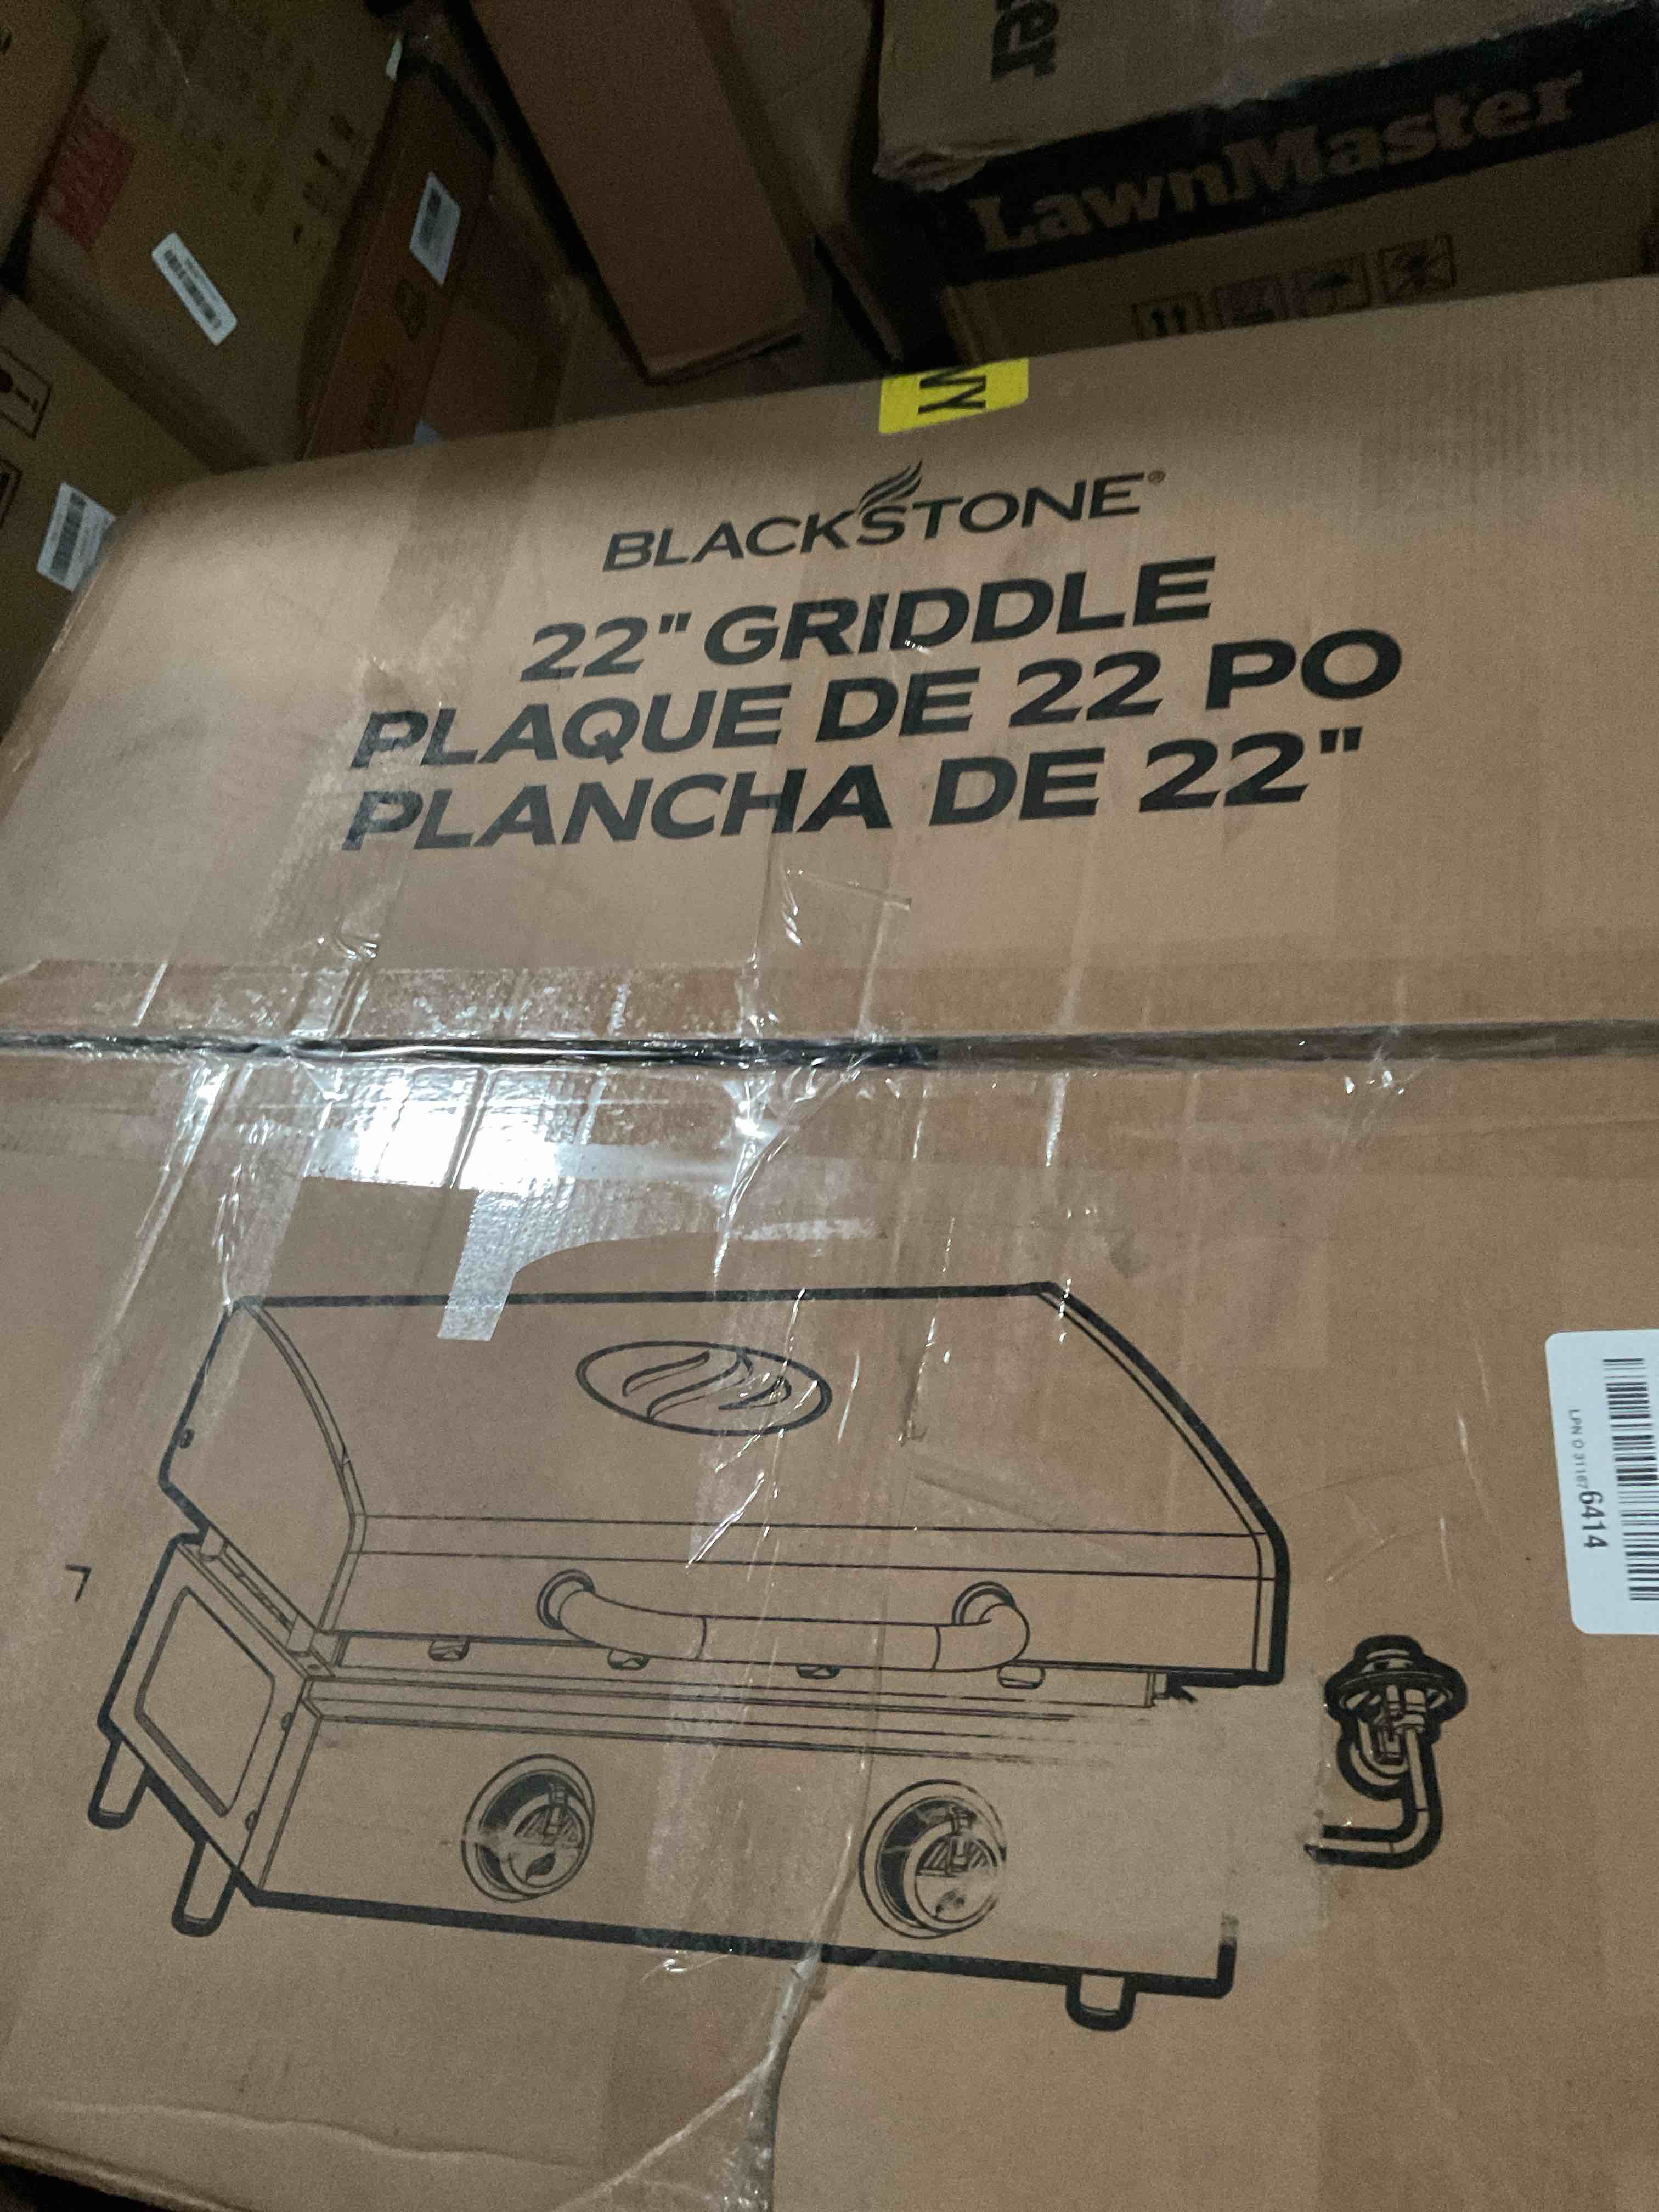 LawnMaster
BLACKSTONE®
22" GRIDDLE
PLAQUE DE 22 PO
PLANCHA DE 22"
6414